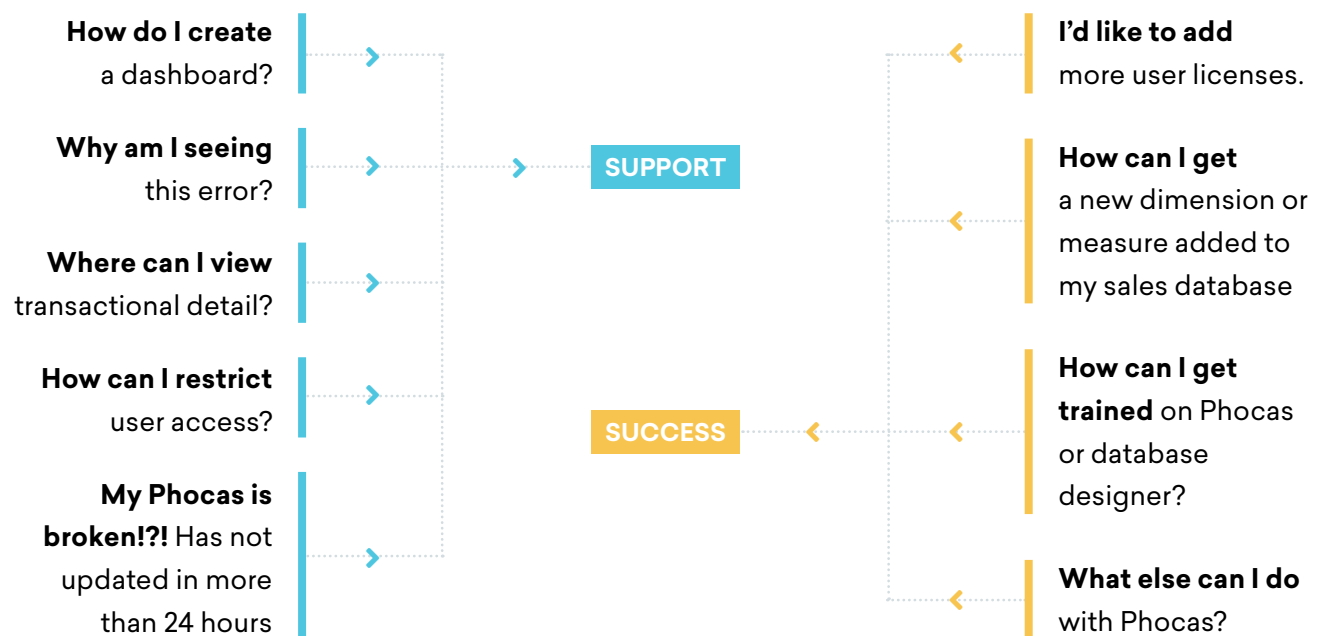 How do I create
a dashboard?
Why am I seeing
this error?
Where can I view
transactional detail?
How can I restrict
user access?
My Phocas is
broken!?! Has not
updated in more
than 24 hours
SUPPORT
SUCCESS
I’d like to add
more user licenses.
How can I get
a new dimension or
measure added to
my sales database
How can I get
trained on Phocas
or database
designer?
What else can I do
with Phocas?